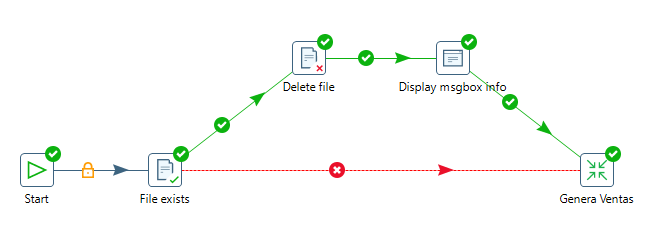 Delete file
Display msgbox info
Start
File exists
Genera Ventas